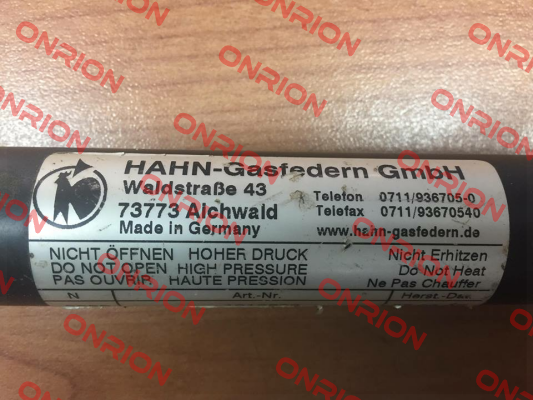 HAHN-Gasfedern GmbH
Waldstraße 43
73773 Aichwald
Made in Germany
Telefon 0711/936705-0
Telefax 0711/93670540
www.hahn-gasfedern.de
NICHT ÖFFNEN HOHER DRUCK
DO NOT OPEN HIGH PRESSURE
PAS OUVRIR HAUTE PRESSION
Nicht Erhitzen
Do Not Heat
Ne Pas Chauffer
N Art.-Nr. Herst.-Dat.
ONRION